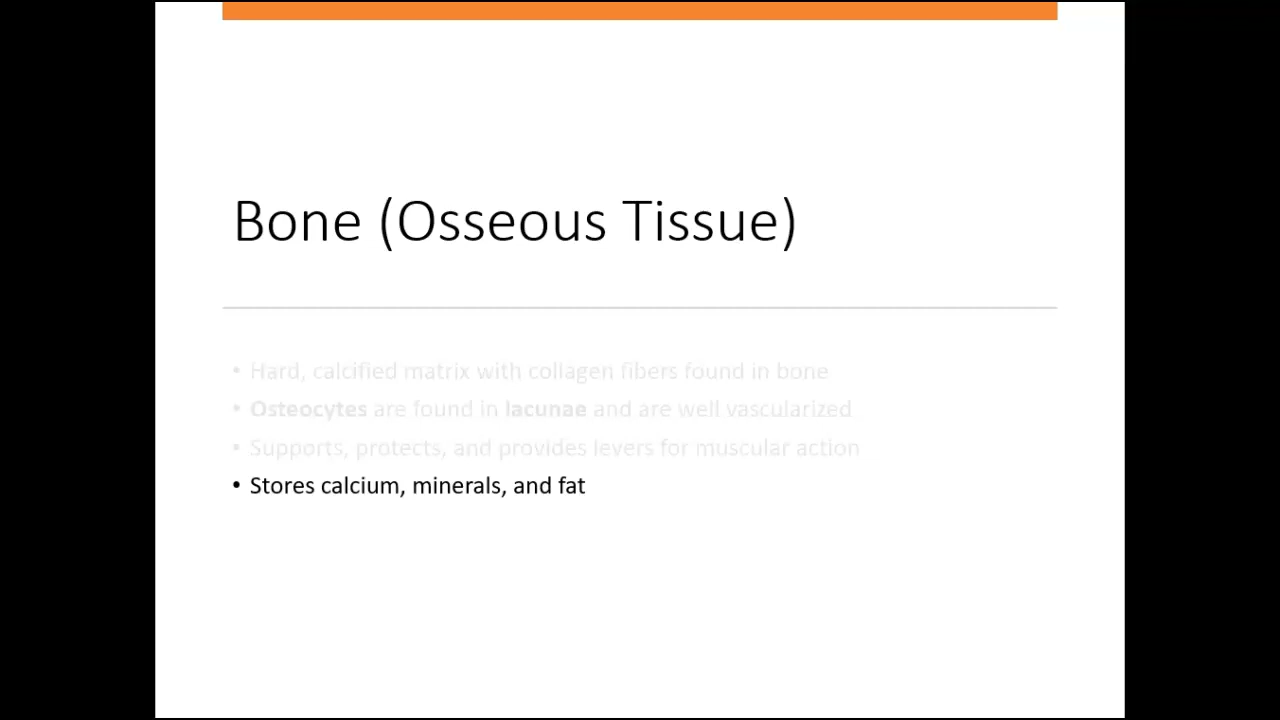 Bone (Osseous Tissue)
• Hard, calcified matrix with collagen fibers found in bone
• Osteocytes are found in lacunae and are well vascularized
• Supports, protects, and provides levers for muscular action
• Stores calcium, minerals, and fat